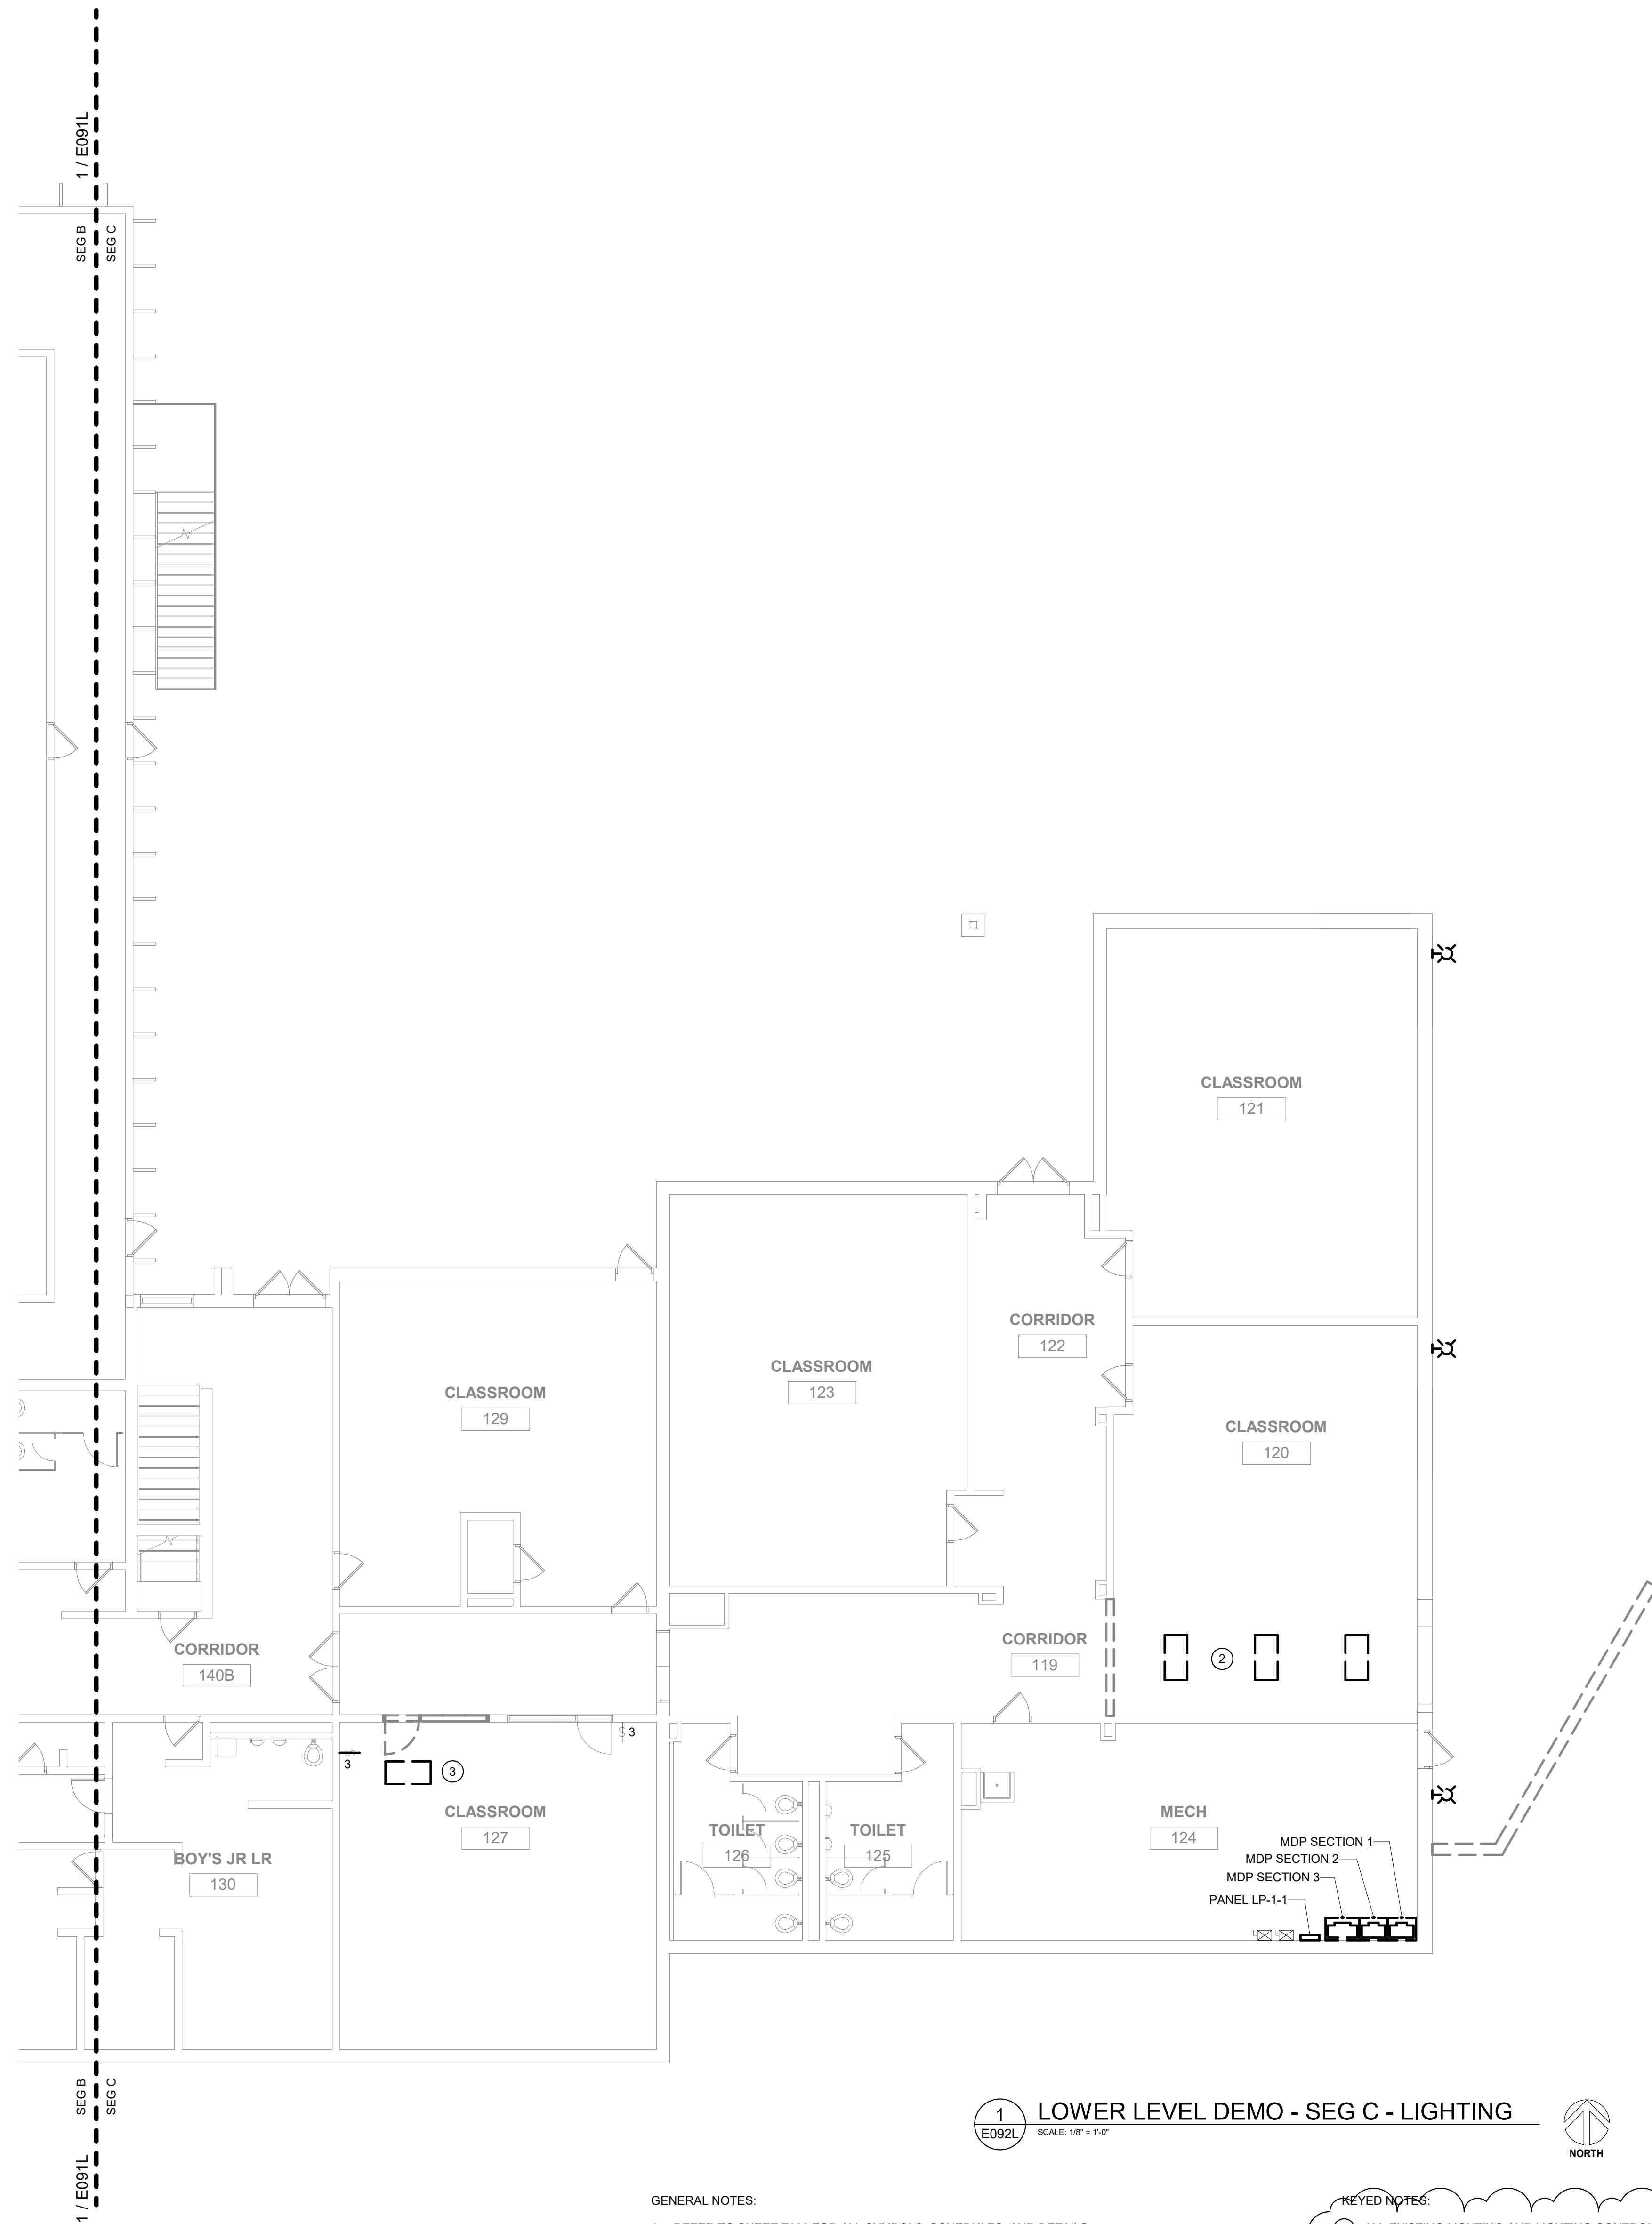 1 / E091L
SEG B
SEG C
CLASSROOM
121
CORRIDOR
122
CLASSROOM
123
CLASSROOM
129
CLASSROOM
120
CORRIDOR
140B
CORRIDOR
119
2
3
3
3
CLASSROOM
127
BOY'S JR LR
130
TOILET
126
TOILET
125
MECH
124
MDP SECTION 1
MDP SECTION 2
MDP SECTION 3
PANEL LP-1-1
SEG B
SEG C
1 / E091L
1
E092L
LOWER LEVEL DEMO - SEG C - LIGHTING
SCALE: 1/8" = 1'-0"
NORTH
GENERAL NOTES:
KEYED NOTES: